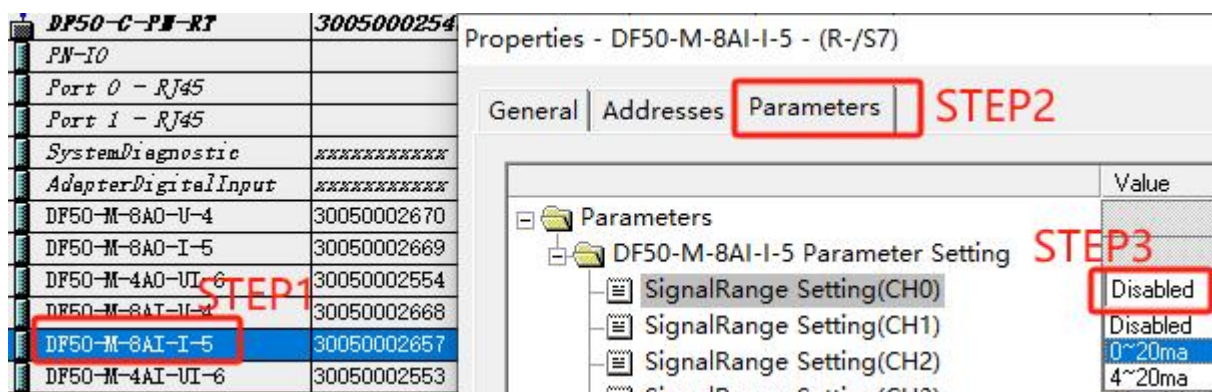 DF50-C-PN-RT 3005000254
Properties - DF50-M-8AI-I-5 - (R-/S7)
PN-IO
Port 0 - RJ45
General Addresses Parameters STEP2
Port 1 - RJ45
SystemDiagnostic xxxxxxxxxxx
AdapterDigitalInput xxxxxxxxxxx
Value
DF50-M-8AO-U-4 30050002670
Parameters
DF50-M-8AO-I-5 30050002669
DF50-M-8AI-I-5 Parameter Setting STEP3
DF50-M-4AO-UI-6 30050002554
STEP1
SignalRange Setting(CH0) Disabled
DF50-M-8AI-U-4 30050002668
SignalRange Setting(CH1) Disabled
DF50-M-8AI-I-5 30050002657
0~20ma
SignalRange Setting(CH2)
DF50-M-4AI-UI-6 30050002553
4~20ma